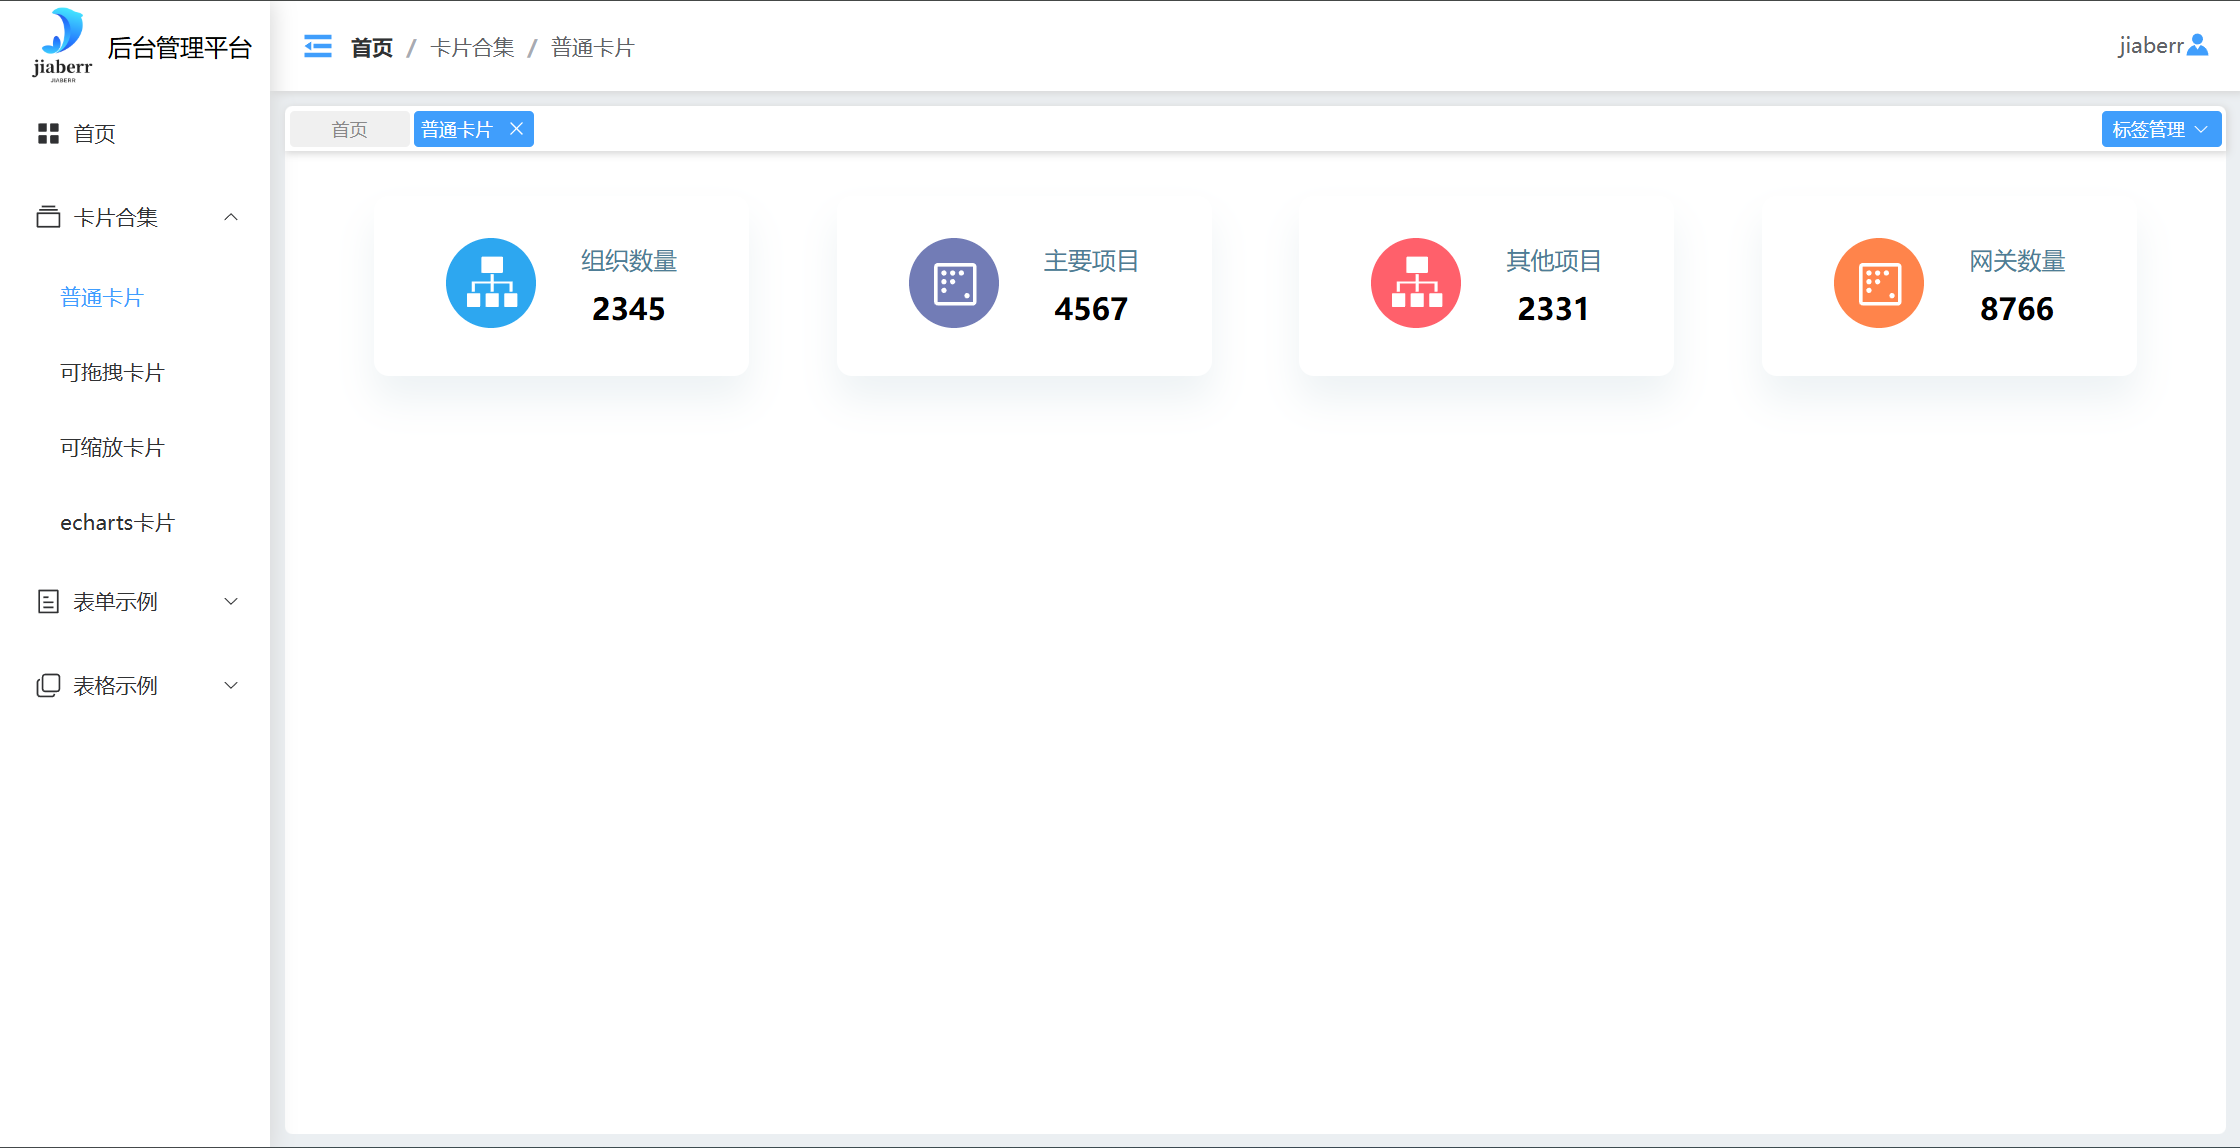 jiaberr
JIABERR
后台管理平台
首页
卡片合集
普通卡片
可拖拽卡片
可缩放卡片
echarts卡片
表单示例
表格示例
首页 / 卡片合集 / 普通卡片
jiaberr
首页
普通卡片
标签管理
组织数量
2345
主要项目
4567
其他项目
2331
网关数量
8766